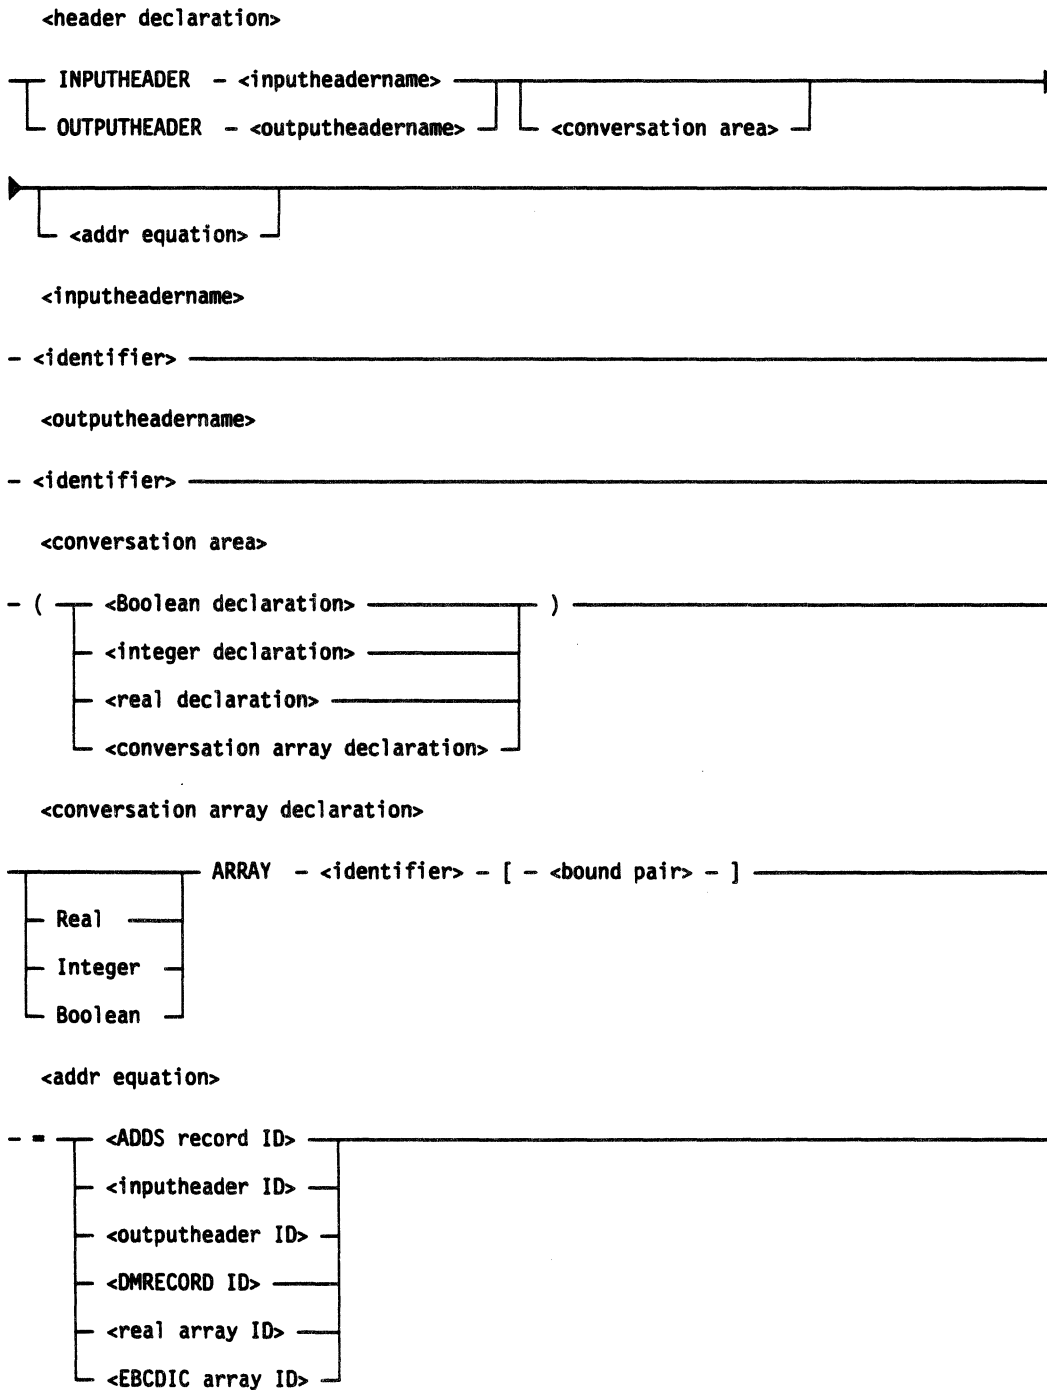 <header declaration>
INPUTHEADER - <inputheadername>
OUTPUTHEADER - <outputheadername>
<conversation area>
<addr equation>
<inputheadername>
- <identifier>
<outputheadername>
- <identifier>
<conversation area>
- ( <Boolean declaration> )
<integer declaration>
<real declaration>
<conversation array declaration>
<conversation array declaration>
ARRAY - <identifier> - [ - <bound pair> - ]
Real
Integer
Boolean
<addr equation>
- = <ADDS record ID>
<inputheader ID>
<outputheader ID>
<DMRECORD ID>
<real array ID>
<EBCDIC array ID>